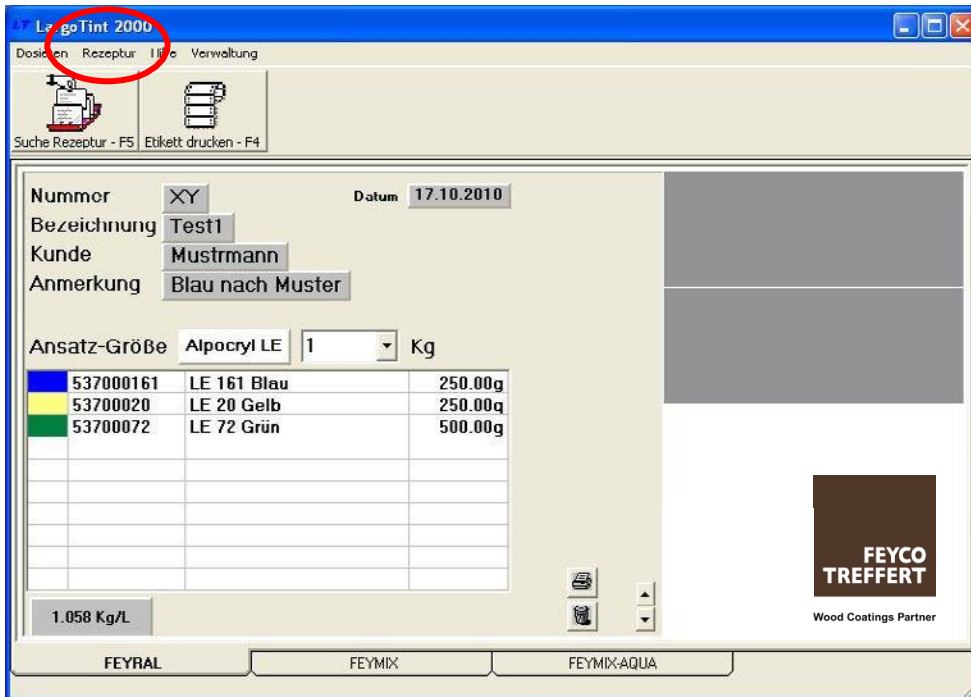 LargoTint 2000
Dosieren Rezeptur Hilfe Verwaltung
Suche Rezeptur - F5 Etikett drucken - F4
Nummer XY Datum 17.10.2010
Bezeichnung Test1
Kunde Mustrmann
Anmerkung Blau nach Muster
Ansatz-Größe Alpocryl LE 1 Kg
537000161 LE 161 Blau 250.00g
53700020 LE 20 Gelb 250.00g
53700072 LE 72 Grün 500.00g
1.058 Kg/L
FEYCO
TREFFERT
Wood Coatings Partner
FEYRAL FEYMIX FEYMIX-AQUA